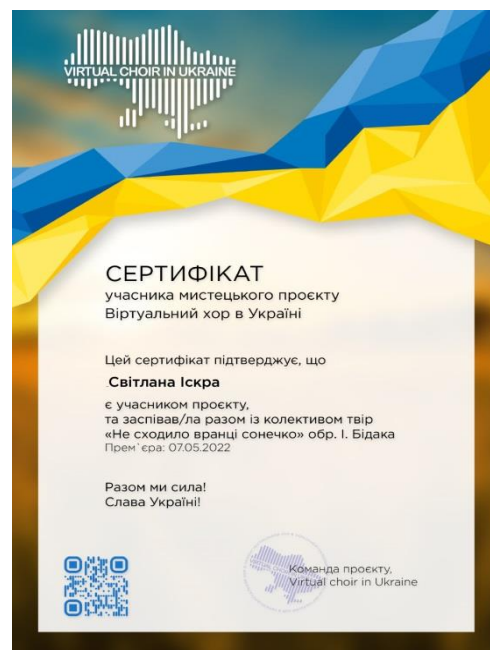 VIRTUAL CHOIR IN UKRAINE
СЕРТИФІКАТ
учасника мистецького проєкту
Віртуальний хор в Україні
Цей сертифікат підтверджує, що
Світлана Іскра
є учасником проєкту,
та заспівав/ла разом із колективом твір
«Не сходило вранці сонечко» обр. І. Бідака
Прем`єра: 07.05.2022
Разом ми сила!
Слава Україні!
Команда проєкту,
Virtual choir in Ukraine